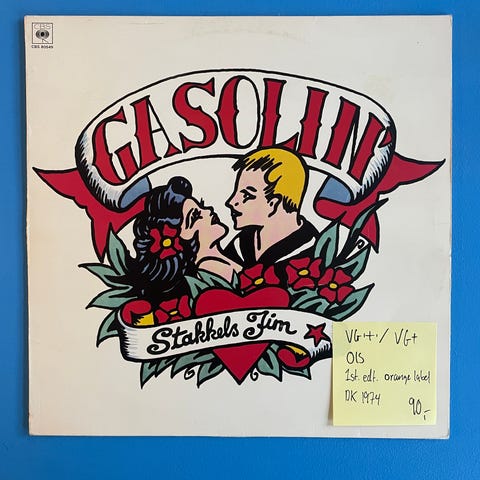 CBS
CBS 80549
GASOLIN'
Stakkels Jim
VG+ / VG+
OIS
1st. edt. orange label
DK 1974
90,-